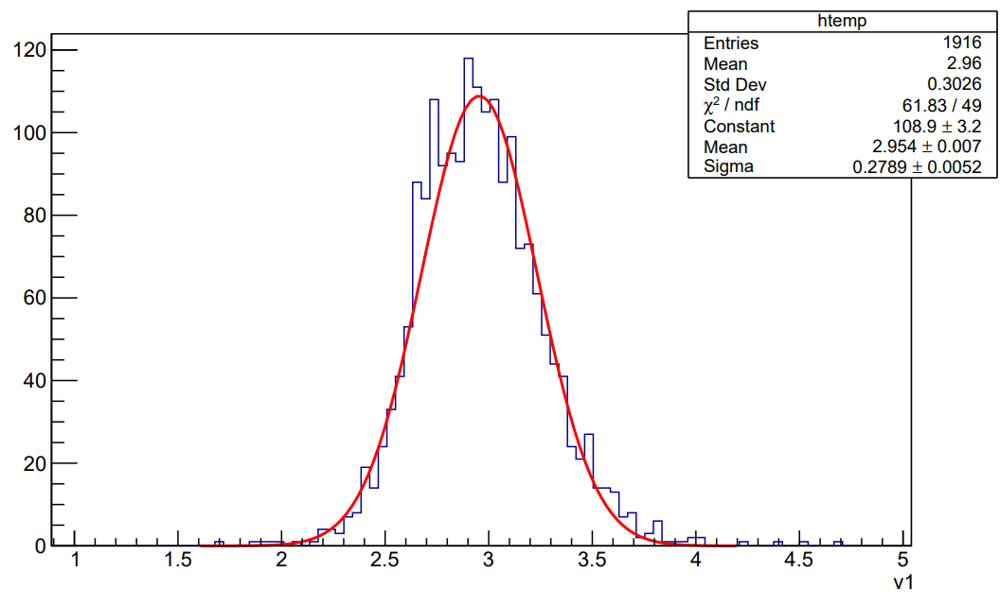 htemp
Entries 1916
Mean 2.96
Std Dev 0.3026
χ² / ndf 61.83 / 49
Constant 108.9 ± 3.2
Mean 2.954 ± 0.007
Sigma 0.2789 ± 0.0052
120
100
80
60
40
20
0
1 1.5 2 2.5 3 3.5 4 4.5 5
v1